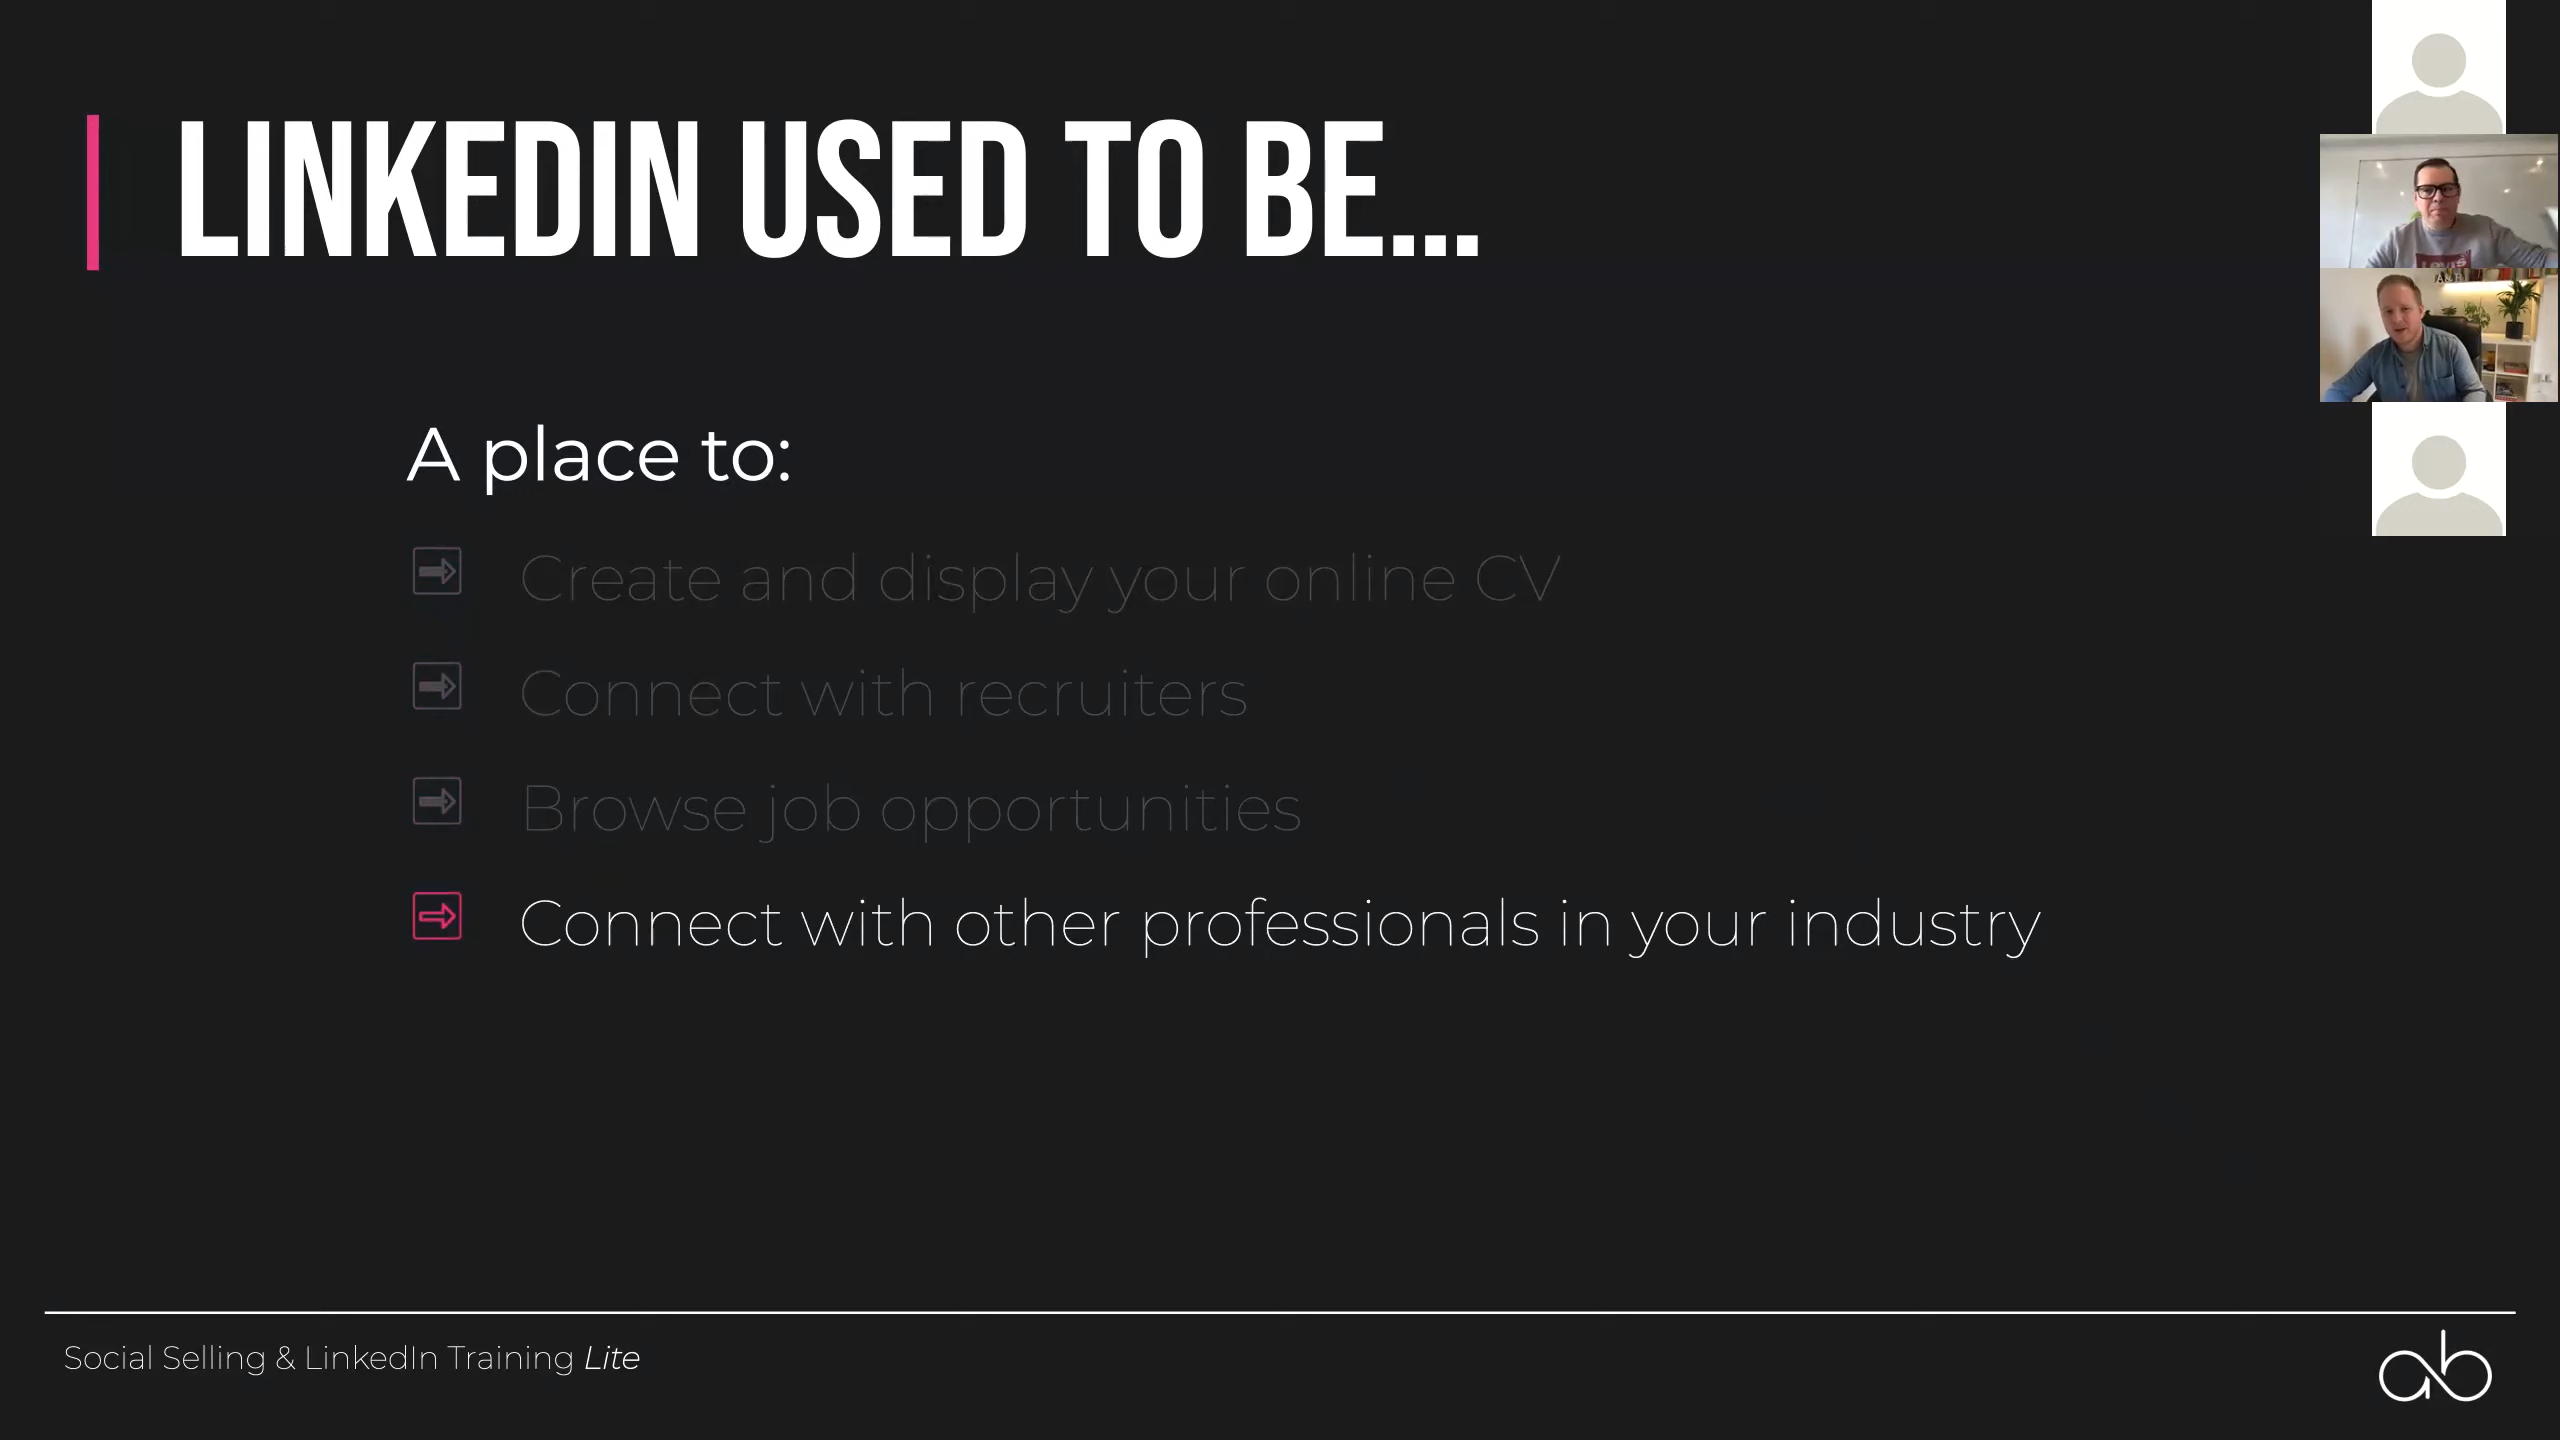 LINKEDIN USED TO BE...
A place to:
Create and display your online CV
Connect with recruiters
Browse job opportunities
Connect with other professionals in your industry
Social Selling & LinkedIn Training Lite
ab